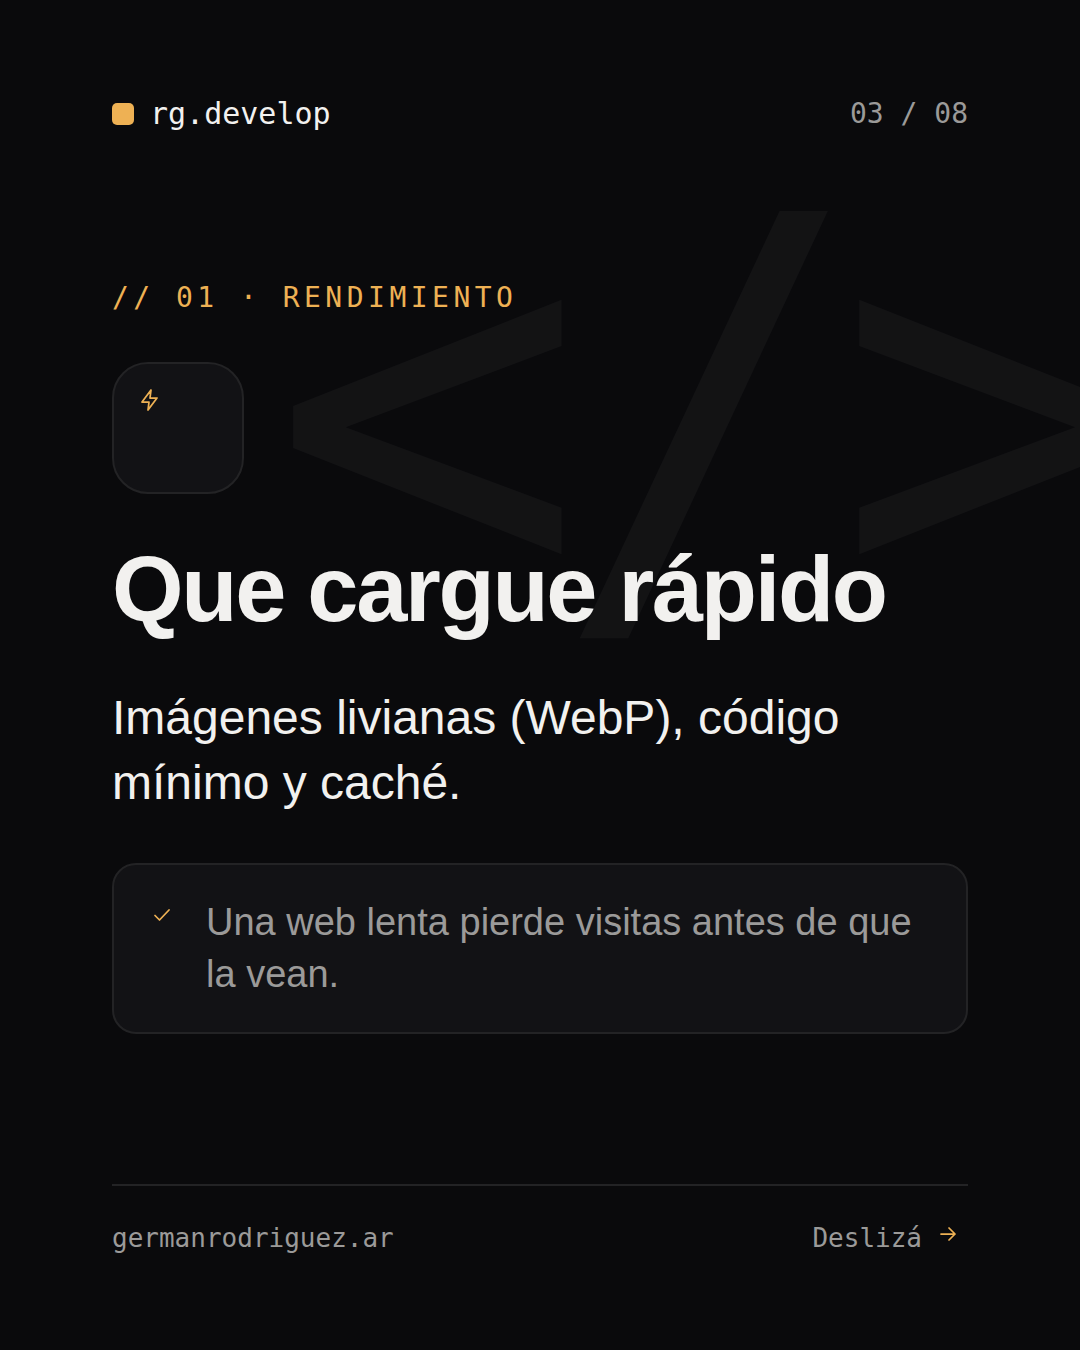 rg.develop
03 / 08
// 01 · RENDIMIENTO
</>
Que cargue rápido
Imágenes livianas (WebP), código
mínimo y caché.
Una web lenta pierde visitas antes de que
la vean.
germanrodriguez.ar
Deslizá →